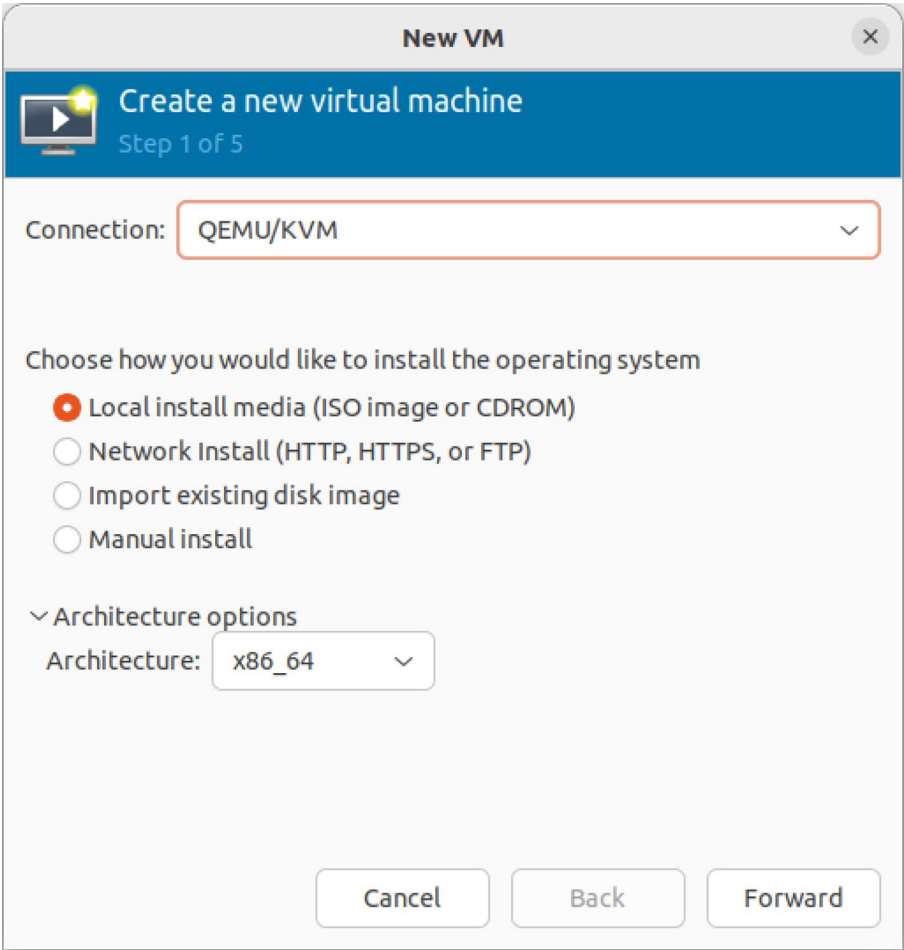 New VM
Create a new virtual machine
Step 1 of 5
Connection: QEMU/KVM
Choose how you would like to install the operating system
Local install media (ISO image or CDROM)
Network Install (HTTP, HTTPS, or FTP)
Import existing disk image
Manual install
Architecture options
Architecture: x86_64
Cancel Back Forward